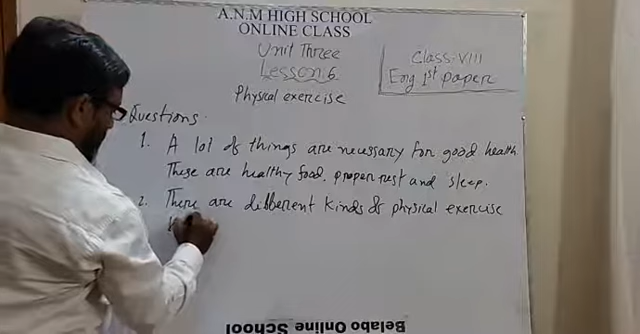 A.N.M HIGH SCHOOL
ONLINE CLASS
Unit Three
Lesson 6
Class: VIII
Eng 1st paper
Physical exercise
Questions.
1. A lot of things are necessary for good health
These are healthy food, proper rest and sleep.
2. There are different kinds of physical exercise
Belabo Online School